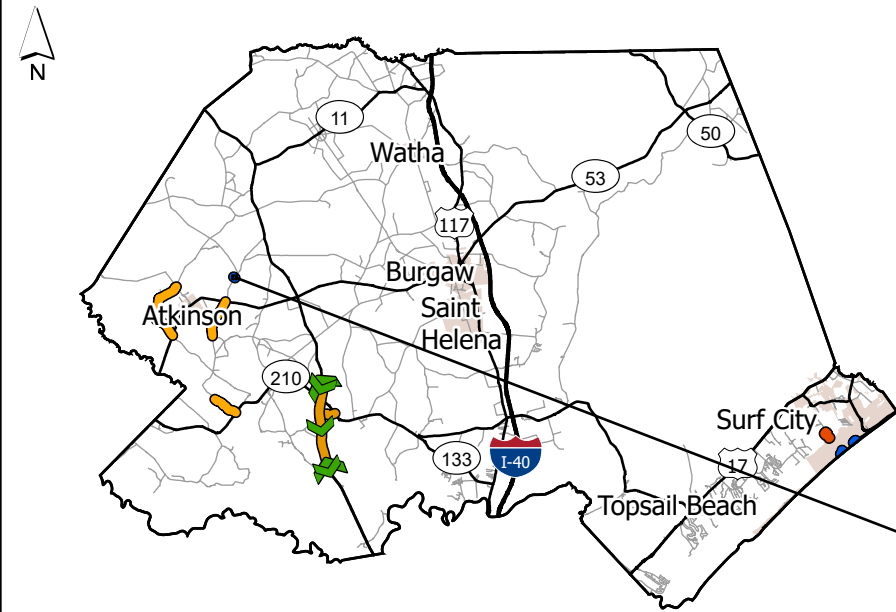 N
11
50
Watha
53
117
Burgaw
Saint
Helena
Atkinson
210
Surf City
133
I-40
17
Topsail Beach